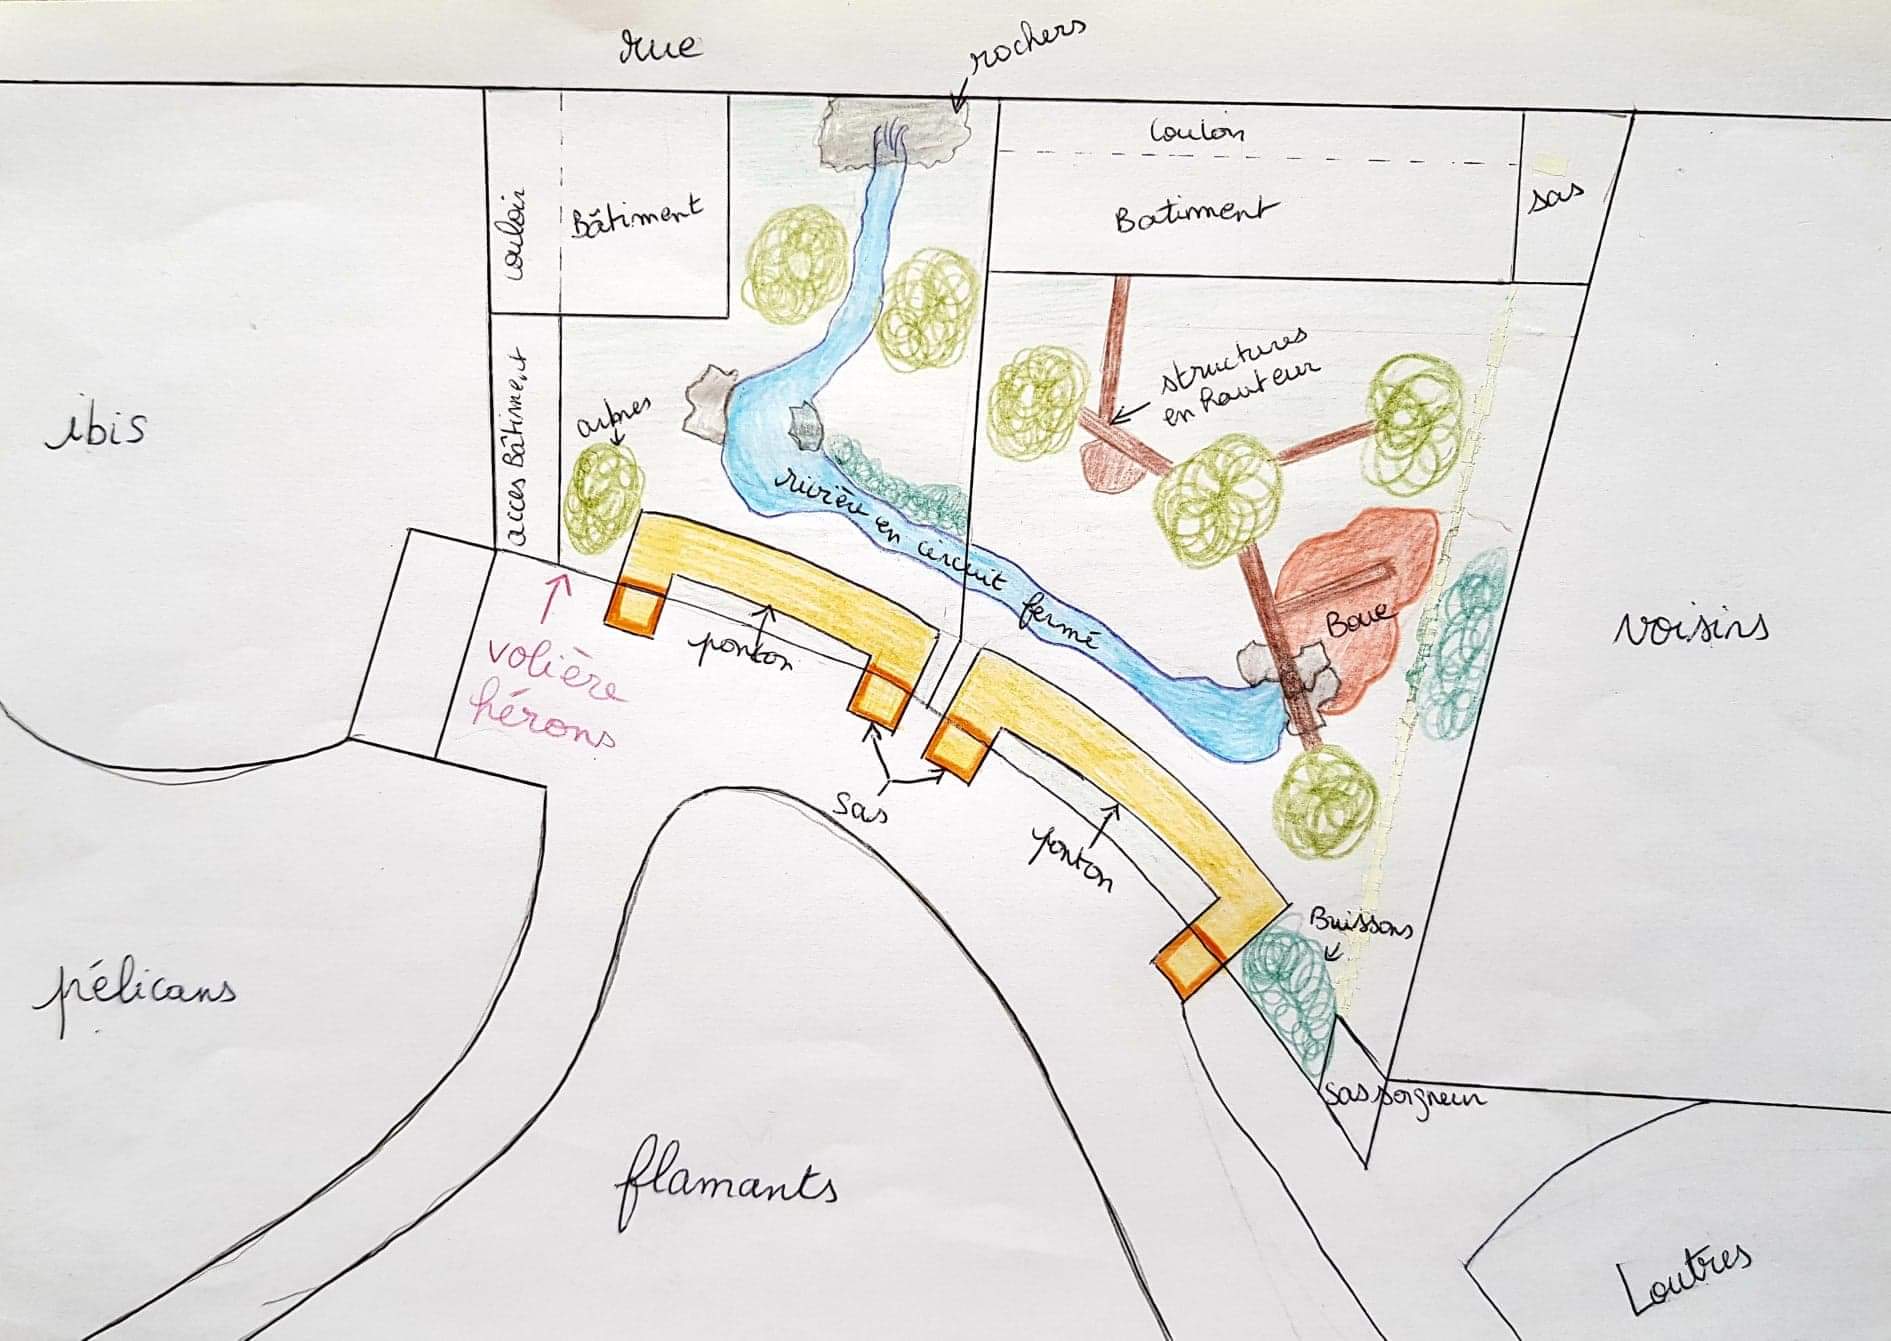 rue
rochers
couloir
Bâtiment
couloir
Batiment
sas
accès Bâtiment
arbres
structures
en hauteur
ibis
rivière en circuit fermé
Boue
voisins
volière
hérons
ponton
sas
ponton
Buissons
pélicans
sas soigneur
flamants
Loutres